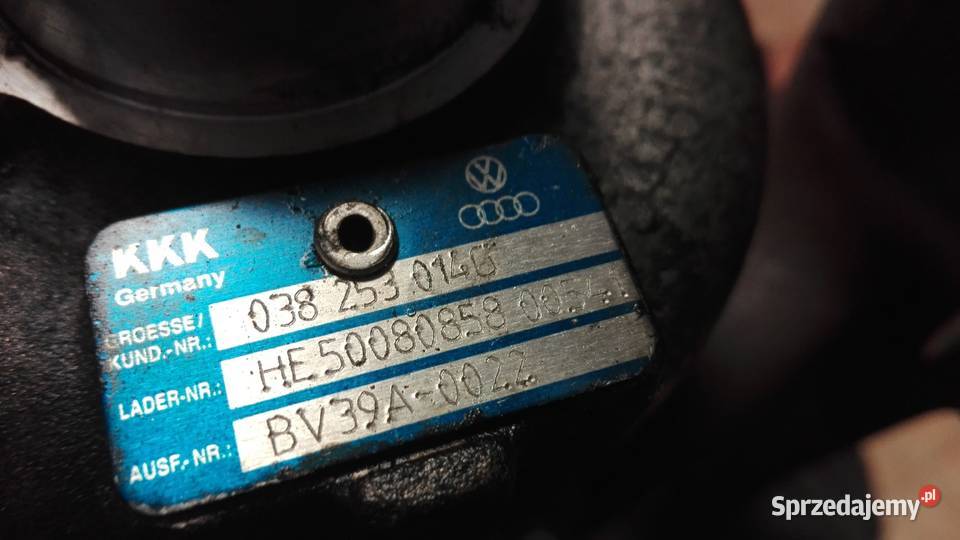 KKK
Germany
GROESSE/
KUND.-NR.:
038 253 014G
LADER-NR.:
HE50080858 0054
AUSF.-NR.:
BV39A-0022
Sprzedajemy.pl